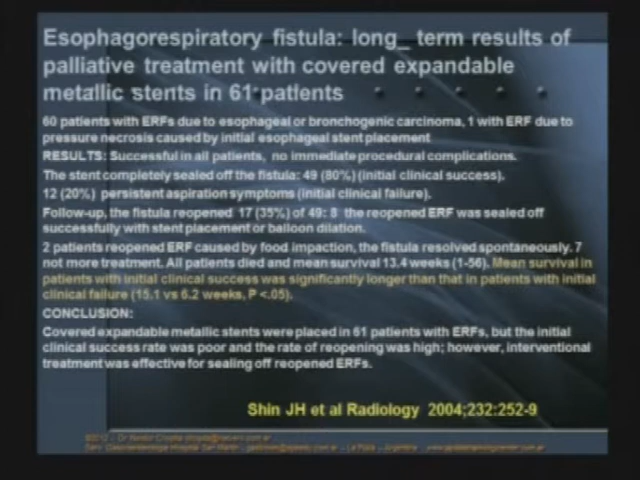 Esophagorespiratory fistula: long_ term results of
palliative treatment with covered expandable
metallic stents in 61 patients
60 patients with ERFs due to esophageal or bronchogenic carcinoma, 1 with ERF due to
pressure necrosis caused by initial esophageal stent placement
RESULTS: Successful in all patients, no immediate procedural complications.
The stent completely sealed off the fistula: 49 (80%) (initial clinical success).
12 (20%) persistent aspiration symptoms (initial clinical failure).
Follow-up, the fistula reopened 17 (35%) of 49: 8 the reopened ERF was sealed off
successfully with stent placement or balloon dilation.
2 patients reopened ERF caused by food impaction, the fistula resolved spontaneously. 7
not more treatment. All patients died and mean survival 13.4 weeks (1-56). Mean survival in
patients with initial clinical success was significantly longer than that in patients with initial
clinical failure (15.1 vs 6.2 weeks, P <.05).
CONCLUSION:
Covered expandable metallic stents were placed in 61 patients with ERFs, but the initial
clinical success rate was poor and the rate of reopening was high; however, interventional
treatment was effective for sealing off reopened ERFs.
Shin JH et al Radiology 2004;232:252-9
©2012 - Dr Nestor
Hospital San Martin - La Plata - Argentina